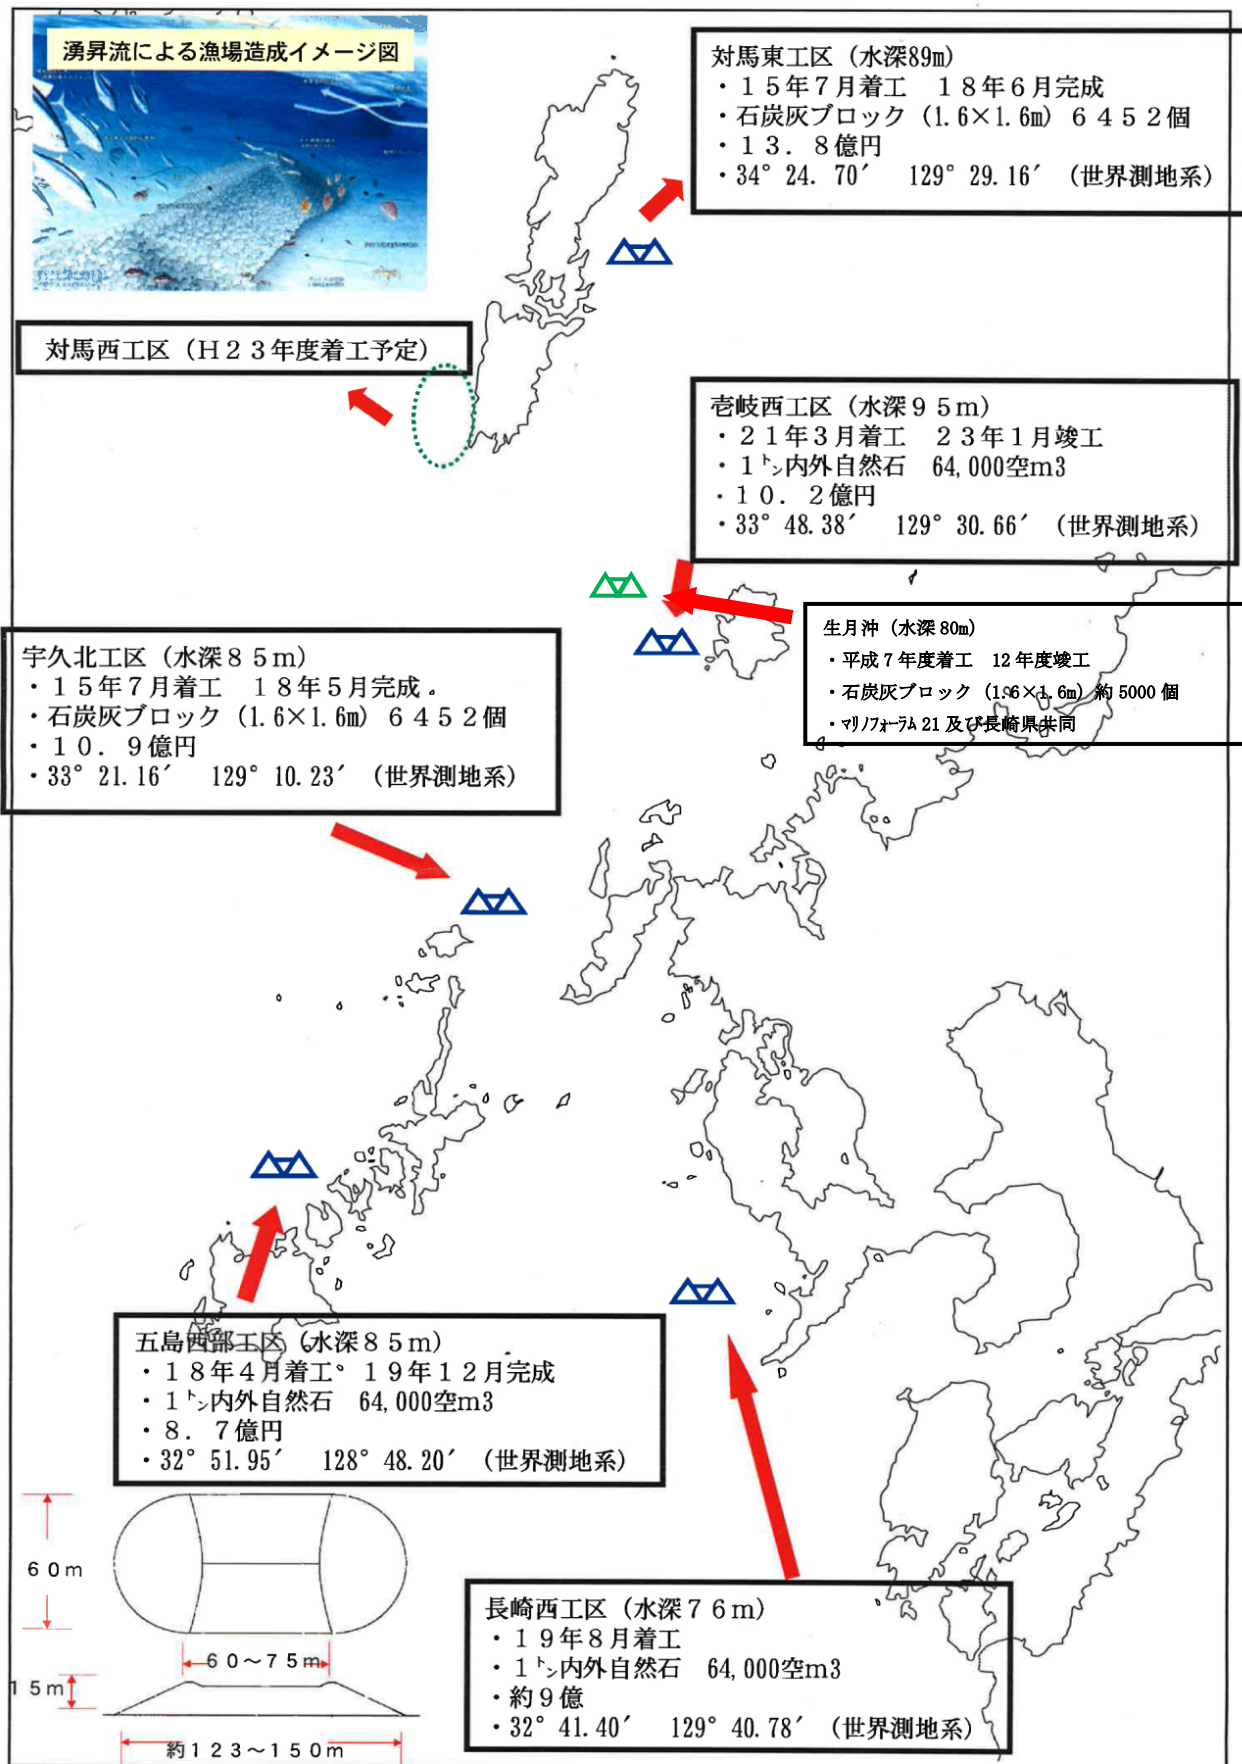 湧昇流による漁場造成イメージ図
対馬東工区（水深89m）
・１５年７月着工　１８年６月完成
・石炭灰ブロック（1.6×1.6m）６４５２個
・１３．８億円
・34° 24.70′　129° 29.16′（世界測地系）
対馬西工区（Ｈ２３年度着工予定）
壱岐西工区（水深９５ｍ）
・２１年３月着工　２３年１月竣工
・１㌧内外自然石　64,000空m3
・１０．２億円
・33° 48.38′　129° 30.66′（世界測地系）
生月沖（水深80m）
・平成７年度着工　12年度竣工
・石炭灰ブロック（1.6×1.6m）約5000個
・ﾏﾘﾉﾌｫｰﾗﾑ21及び長崎県共同
宇久北工区（水深８５ｍ）
・１５年７月着工　１８年５月完成
・石炭灰ブロック（1.6×1.6m）６４５２個
・１０．９億円
・33° 21.16′　129° 10.23′（世界測地系）
五島西部工区（水深８５ｍ）
・１８年４月着工　１９年１２月完成
・１㌧内外自然石　64,000空m3
・８．７億円
・32° 51.95′　128° 48.20′（世界測地系）
６０ｍ
６０～７５ｍ
１５ｍ
約１２３～１５０ｍ
長崎西工区（水深７６ｍ）
・１９年８月着工
・１㌧内外自然石　64,000空m3
・約９億
・32° 41.40′　129° 40.78′（世界測地系）